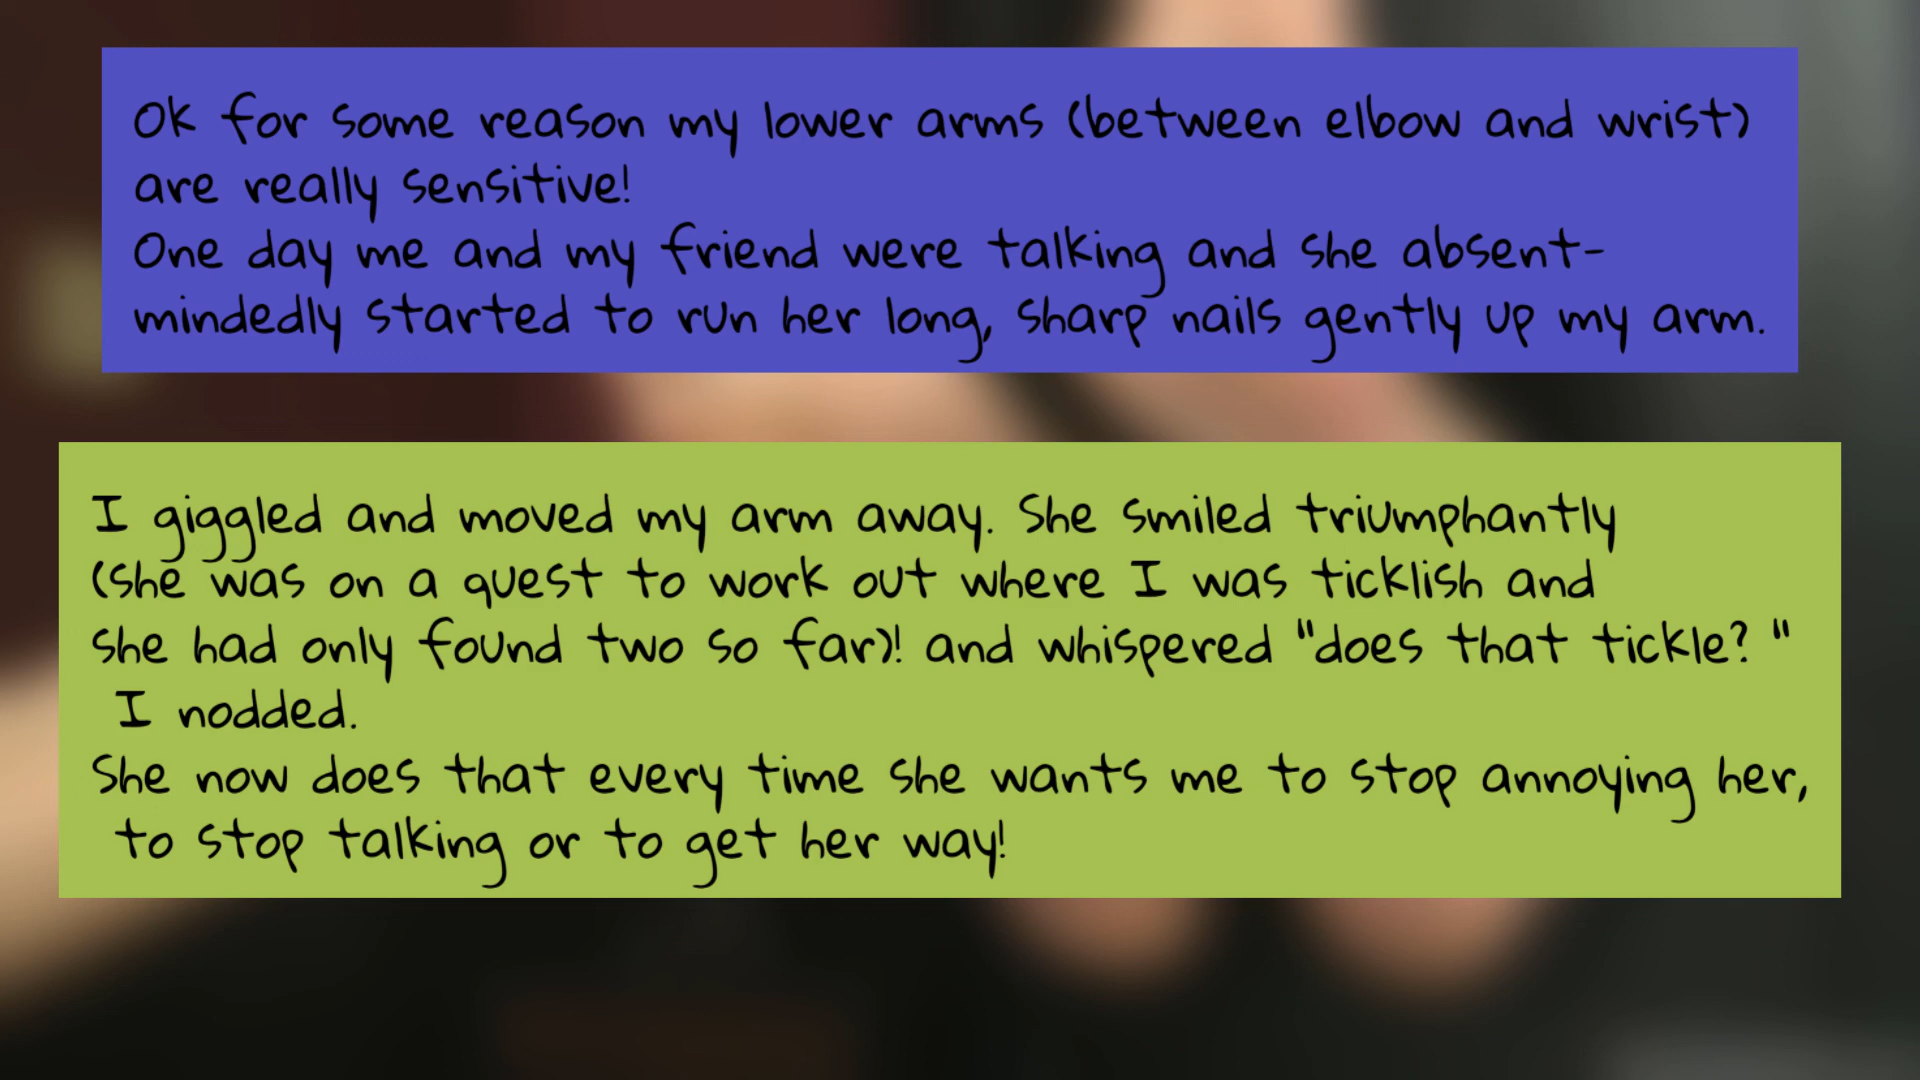 Ok for some reason my lower arms (between elbow and wrist)
are really sensitive!
One day me and my friend were talking and she absent-
mindedly started to run her long, sharp nails gently up my arm.
I giggled and moved my arm away. She smiled triumphantly
(she was on a quest to work out where I was ticklish and
she had only found two so far)! and whispered "does that tickle? "
I nodded.
She now does that every time she wants me to stop annoying her,
to stop talking or to get her way!